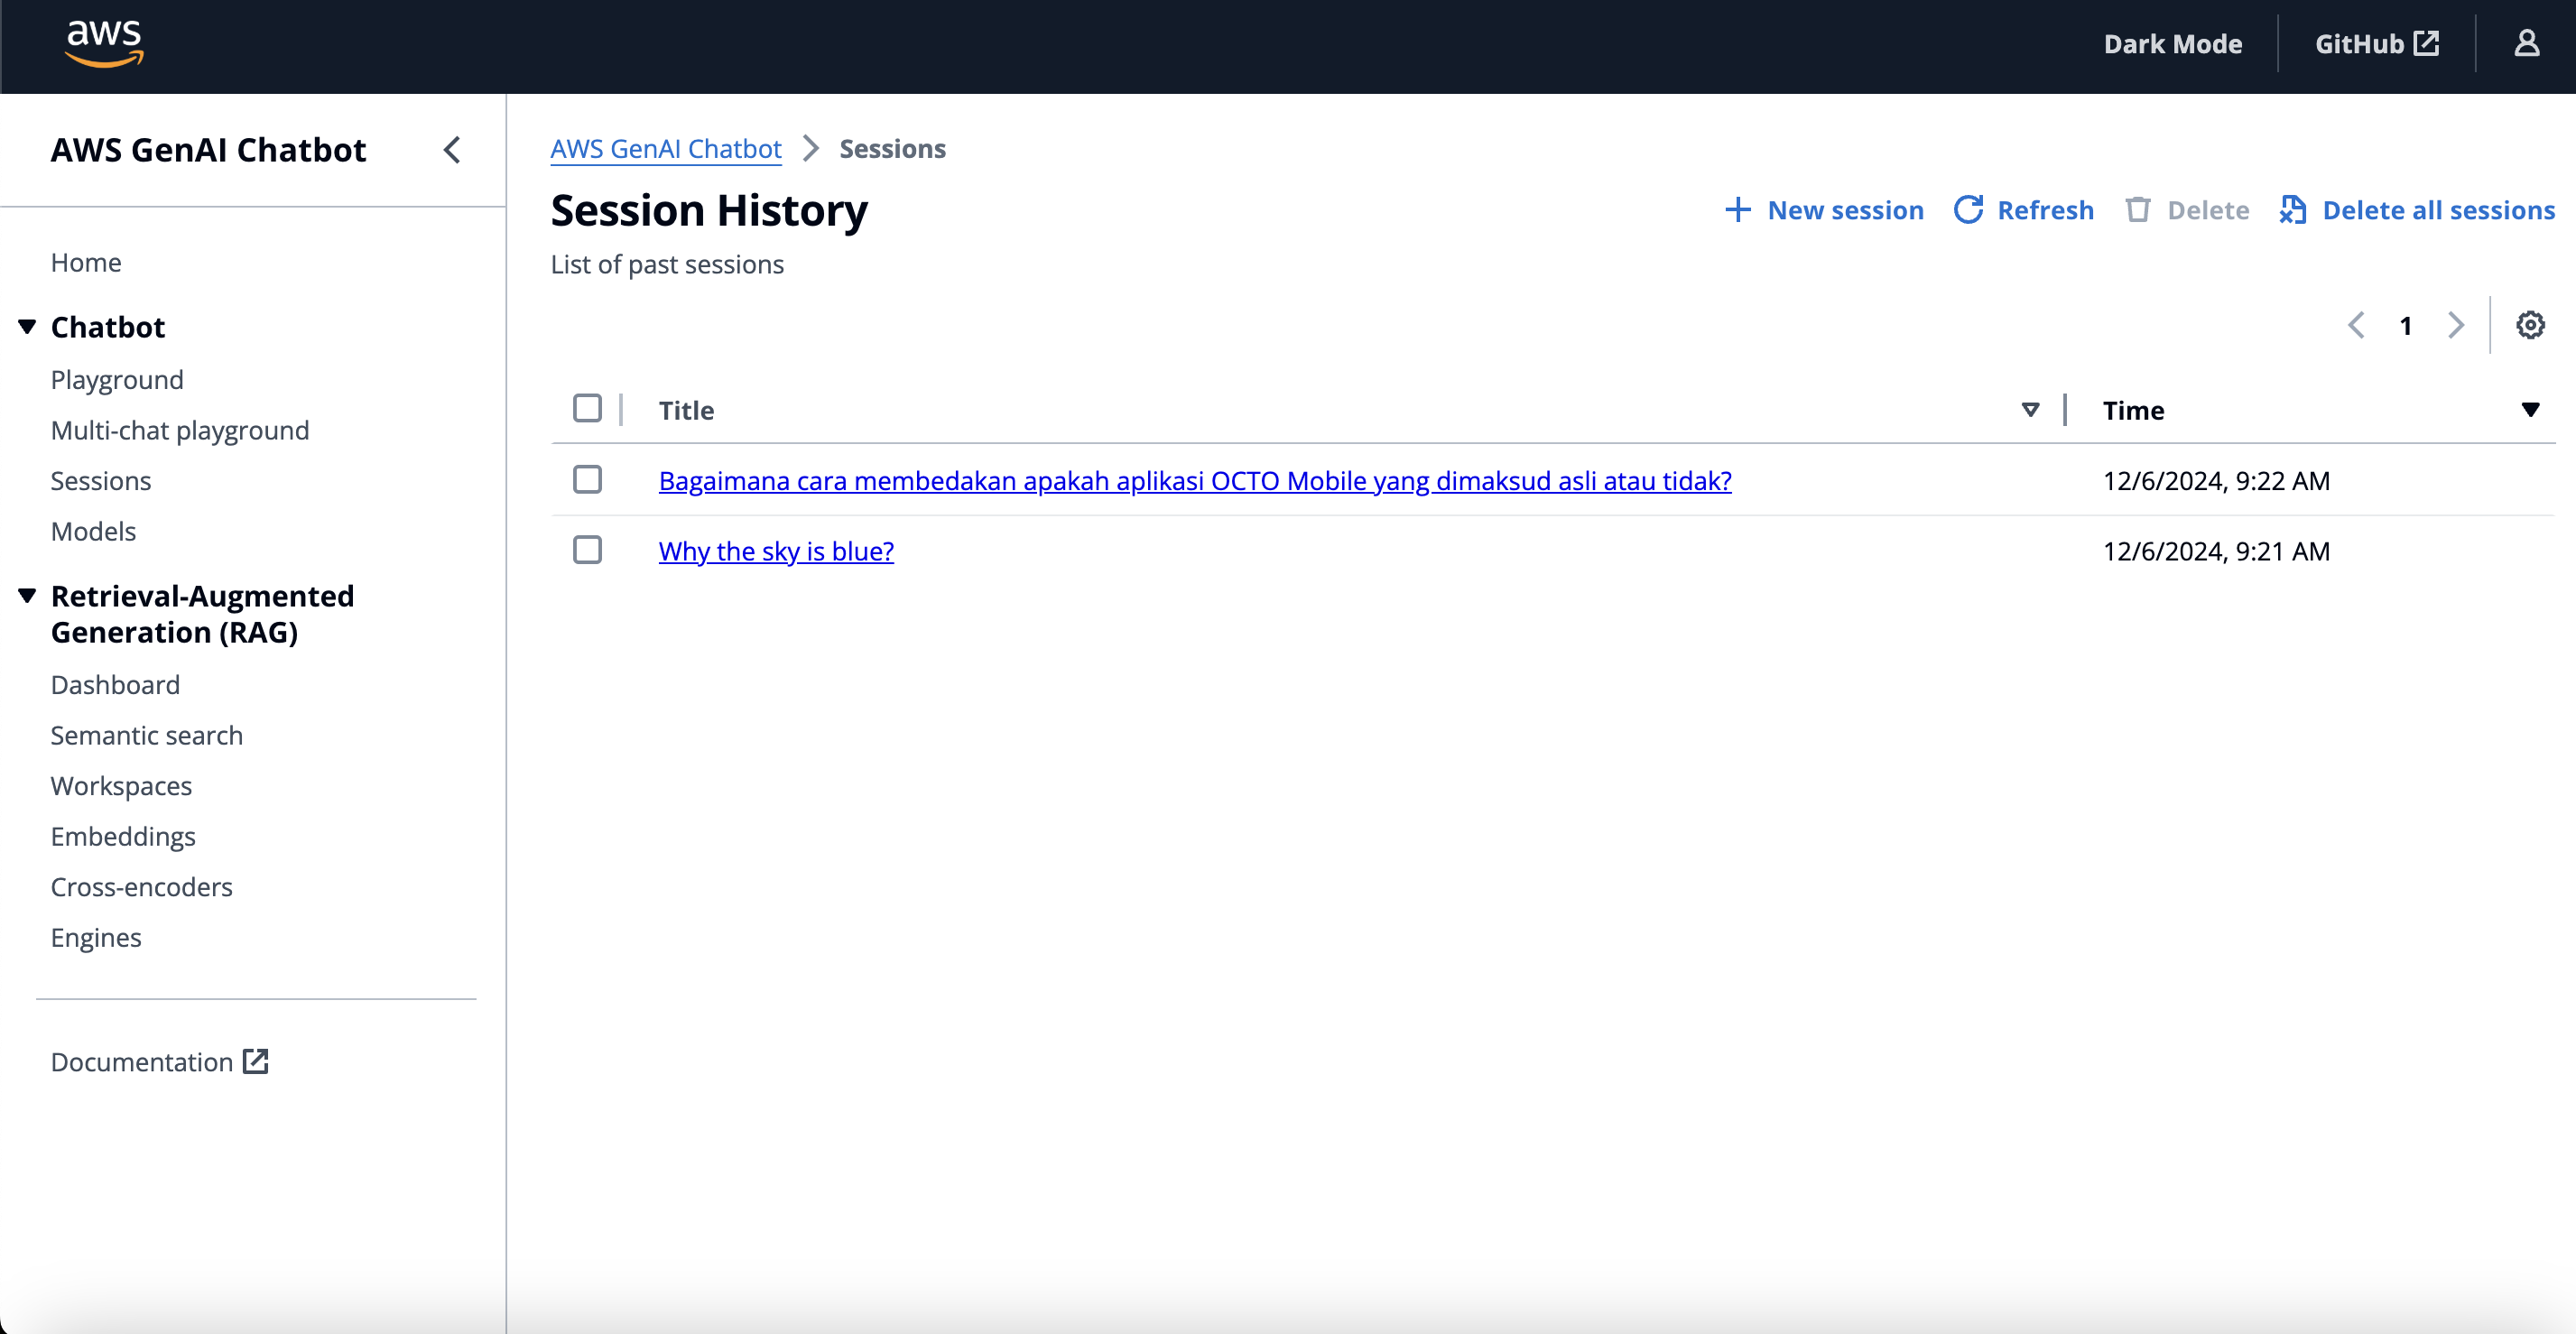 aws
Dark Mode
GitHub
AWS GenAI Chatbot
Home
Chatbot
Playground
Multi-chat playground
Sessions
Models
Retrieval-Augmented
Generation (RAG)
Dashboard
Semantic search
Workspaces
Embeddings
Cross-encoders
Engines
Documentation
AWS GenAI Chatbot > Sessions
Session History
New session Refresh Delete Delete all sessions
List of past sessions
1
Title Time
Bagaimana cara membedakan apakah aplikasi OCTO Mobile yang dimaksud asli atau tidak? 12/6/2024, 9:22 AM
Why the sky is blue? 12/6/2024, 9:21 AM